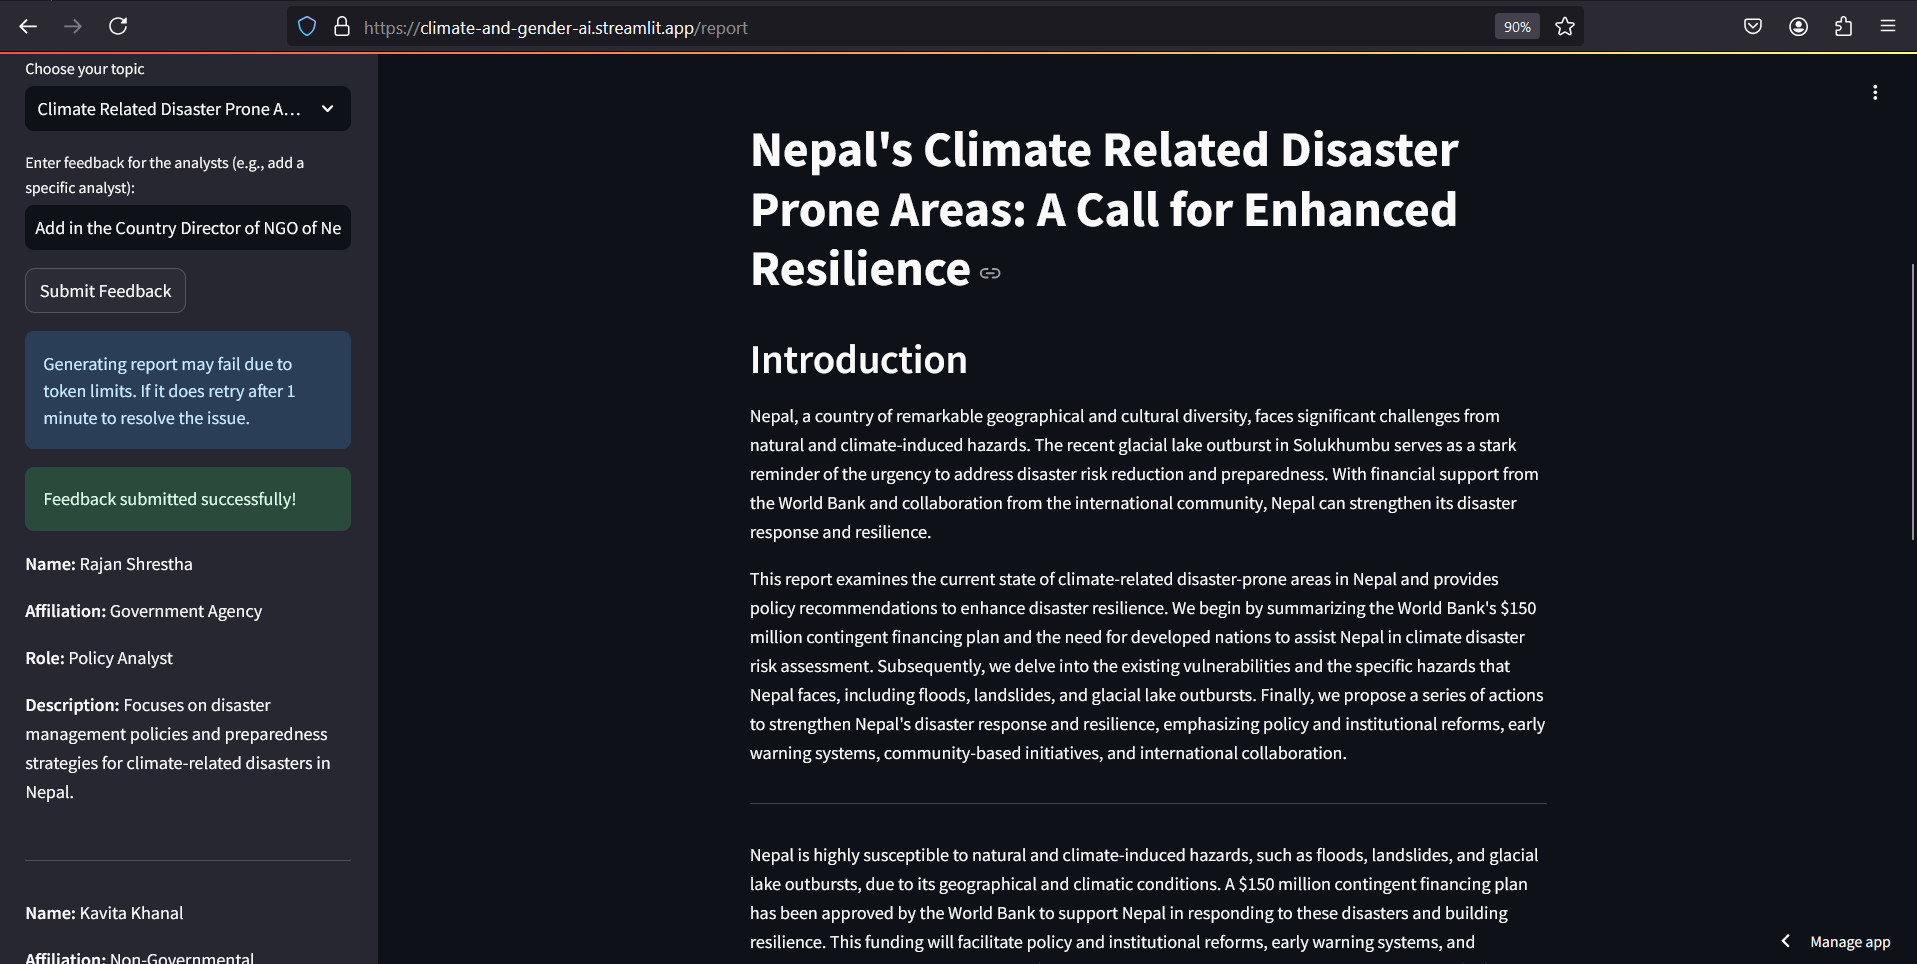 https://climate-and-gender-ai.streamlit.app/report
90%
Choose your topic
Climate Related Disaster Prone A...
Enter feedback for the analysts (e.g., add a
specific analyst):
Add in the Country Director of NGO of Ne
Submit Feedback
Generating report may fail due to
token limits. If it does retry after 1
minute to resolve the issue.
Feedback submitted successfully!
Name: Rajan Shrestha
Affiliation: Government Agency
Role: Policy Analyst
Description: Focuses on disaster
management policies and preparedness
strategies for climate-related disasters in
Nepal.
Name: Kavita Khanal
Affiliation: Non-Governmental
Nepal's Climate Related Disaster
Prone Areas: A Call for Enhanced
Resilience
Introduction
Nepal, a country of remarkable geographical and cultural diversity, faces significant challenges from
natural and climate-induced hazards. The recent glacial lake outburst in Solukhumbu serves as a stark
reminder of the urgency to address disaster risk reduction and preparedness. With financial support from
the World Bank and collaboration from the international community, Nepal can strengthen its disaster
response and resilience.
This report examines the current state of climate-related disaster-prone areas in Nepal and provides
policy recommendations to enhance disaster resilience. We begin by summarizing the World Bank's $150
million contingent financing plan and the need for developed nations to assist Nepal in climate disaster
risk assessment. Subsequently, we delve into the existing vulnerabilities and the specific hazards that
Nepal faces, including floods, landslides, and glacial lake outbursts. Finally, we propose a series of actions
to strengthen Nepal's disaster response and resilience, emphasizing policy and institutional reforms, early
warning systems, community-based initiatives, and international collaboration.
Nepal is highly susceptible to natural and climate-induced hazards, such as floods, landslides, and glacial
lake outbursts, due to its geographical and climatic conditions. A $150 million contingent financing plan
has been approved by the World Bank to support Nepal in responding to these disasters and building
resilience. This funding will facilitate policy and institutional reforms, early warning systems, and
Manage app